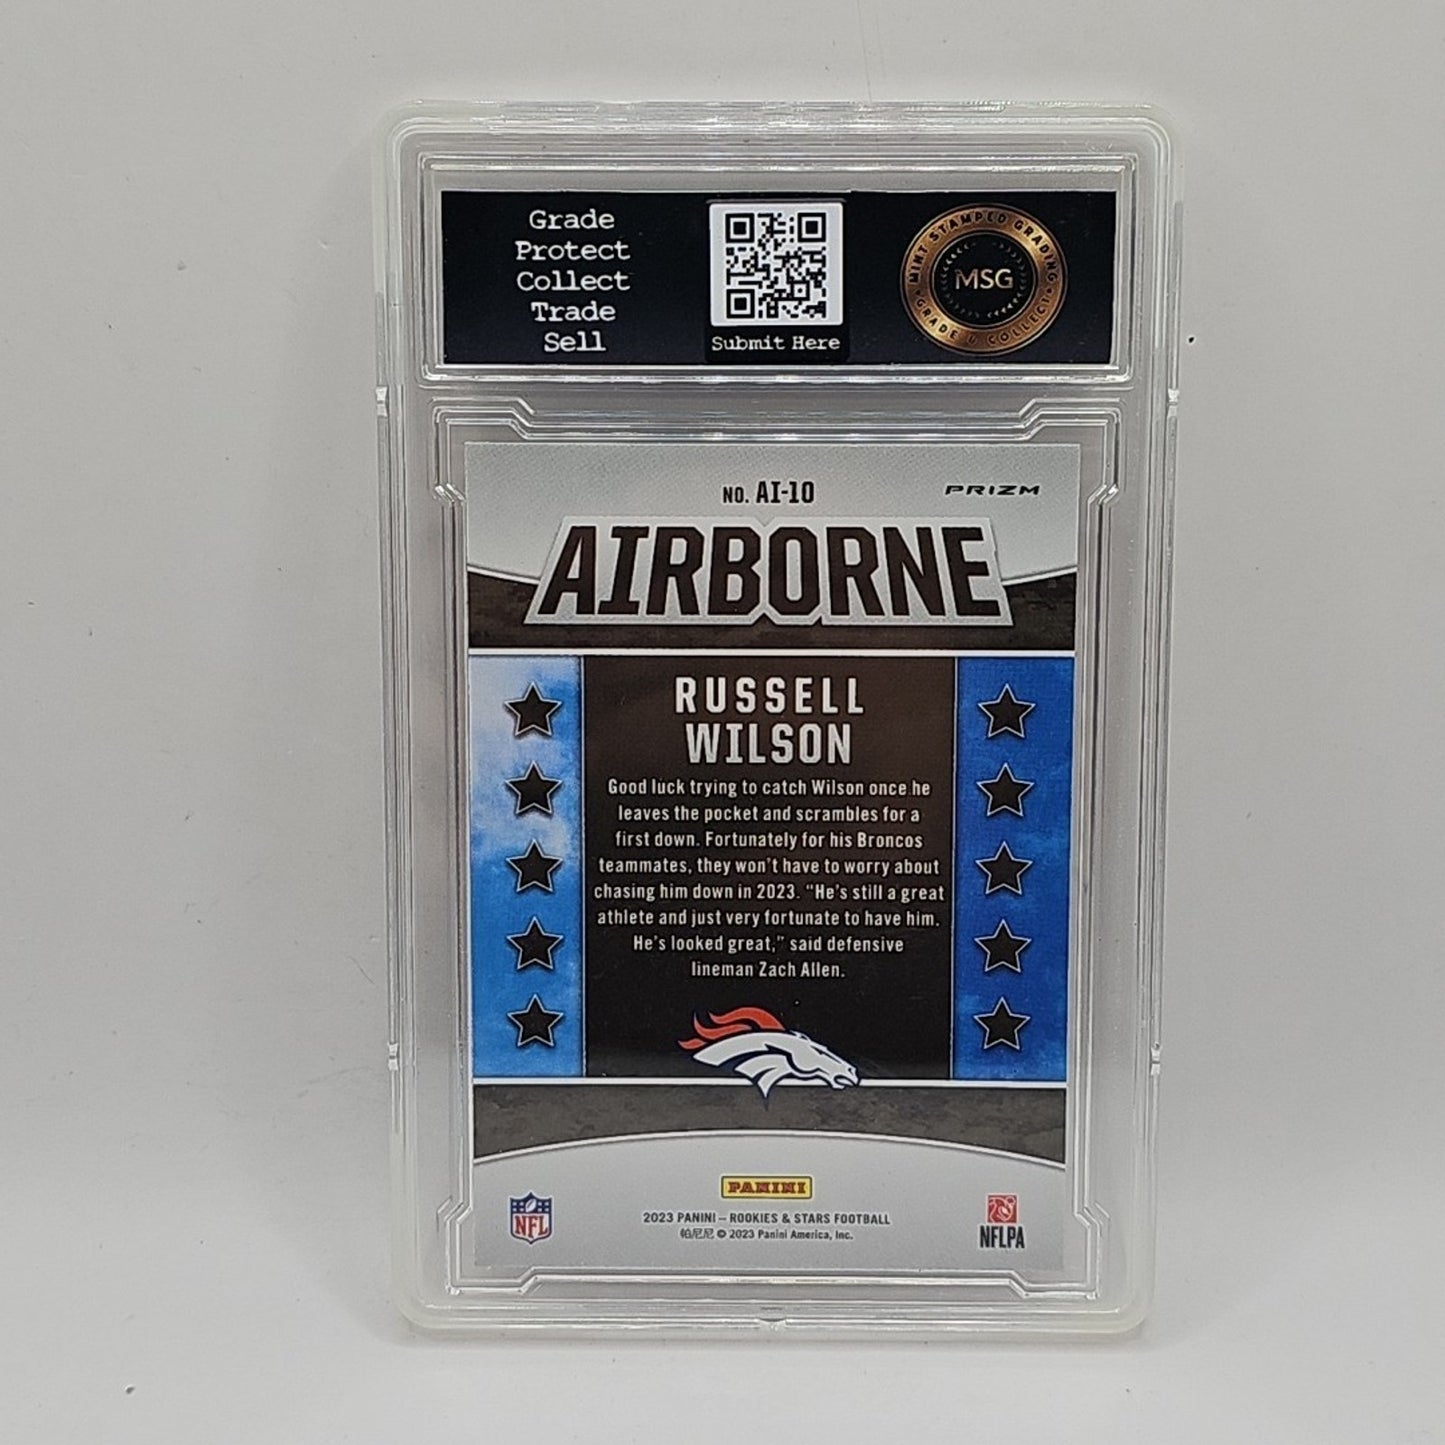 Grade
Protect
Collect
Trade
Sell
Submit Here
MINT STAMPED GRADING
MSG
GRADE & COLLECT
NO. AI-10
PRIZM
AIRBORNE
RUSSELL
WILSON
Good luck trying to catch Wilson once he
leaves the pocket and scrambles for a
first down. Fortunately for his Broncos
teammates, they won't have to worry about
chasing him down in 2023. "He's still a great
athlete and just very fortunate to have him.
He's looked great," said defensive
lineman Zach Allen.
PANINI
NFL
2023 PANINI – ROOKIES & STARS FOOTBALL
帕尼尼 © 2023 Panini America, Inc.
NFLPA